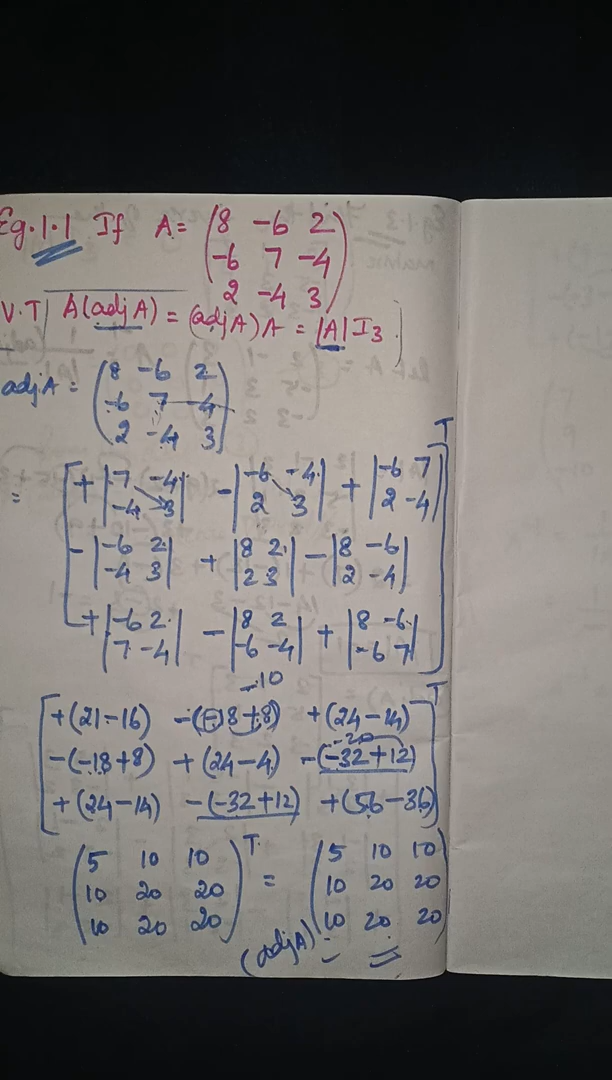 Eg.1.1 If A = (8 -6 2
-6 7 -4
2 -4 3)
V.T A(adjA) = (adjA)A = |A| I3
adjA = (8 -6 2
-6 7 -4
2 -4 3)
= [+|7 -4| -|-6 -4| +|-6 7| ]T
|-4 3| |2 3| |2 -4|
-|-6 2| +|8 2| -|8 -6|
|-4 3| |2 3| |2 -4|
+|-6 2| -|8 2| +|8 -6|
|7 -4| |-6 -4| |-6 7|
-10
[+(21-16) -(-18+8) +(24-14) ]T
-20
-(-18+8) +(24-4) -(-32+12)
+(24-14) -(-32+12) +(56-36)
(5 10 10)T = (5 10 10
10 20 20 10 20 20
10 20 20 10 20 20
(adjA)